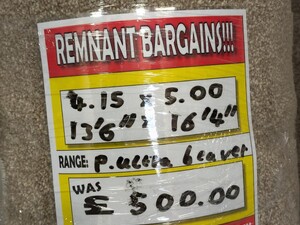 REMNANT BARGAINS!!!
4.15 x 5.00
13'6" x 16'4"
RANGE: p.ultra beaver
WAS
£ 500.00